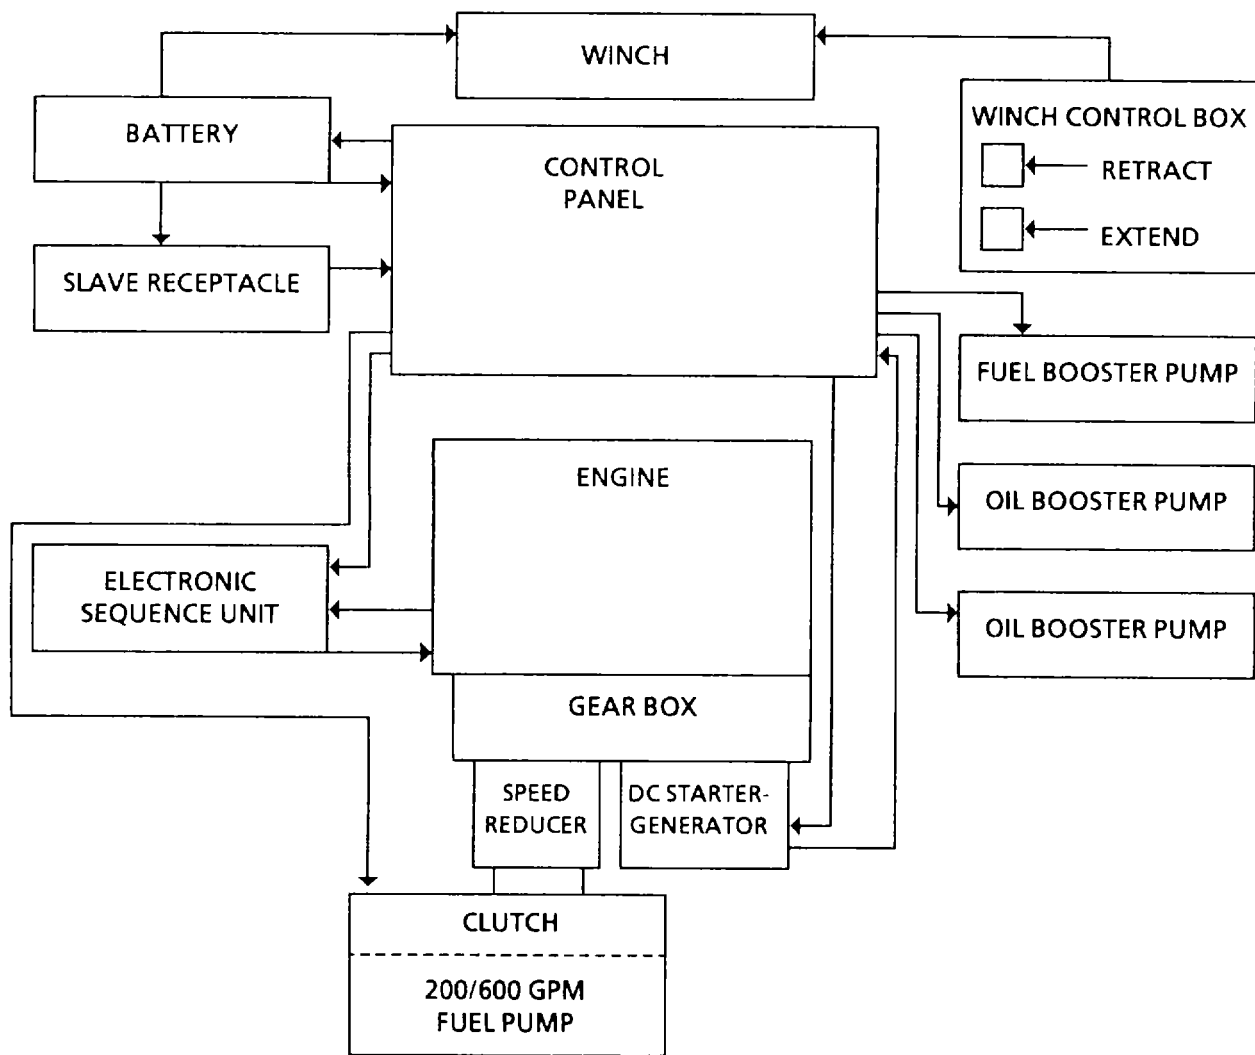 WINCH
BATTERY
WINCH CONTROL BOX
RETRACT
EXTEND
CONTROL
PANEL
SLAVE RECEPTACLE
FUEL BOOSTER PUMP
ENGINE
OIL BOOSTER PUMP
ELECTRONIC
SEQUENCE UNIT
OIL BOOSTER PUMP
GEAR BOX
SPEED
REDUCER
DC STARTER-
GENERATOR
CLUTCH
200/600 GPM
FUEL PUMP